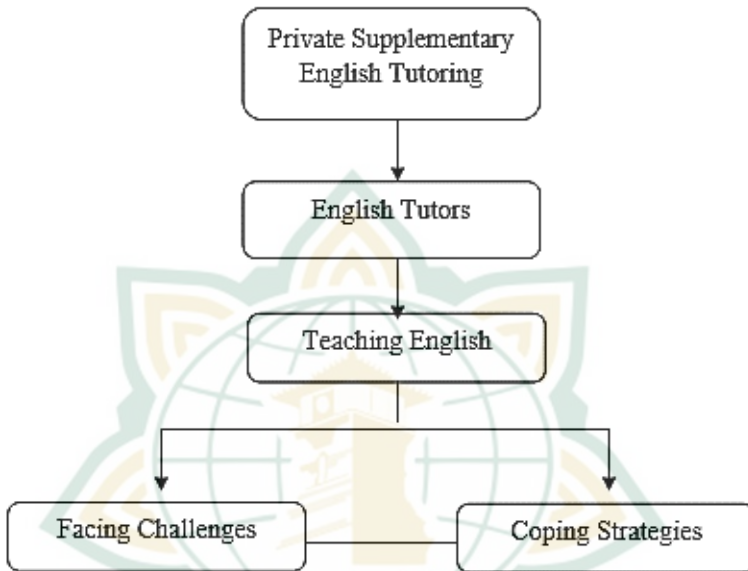 Private Supplementary
English Tutoring
English Tutors
Teaching English
Facing Challenges
Coping Strategies